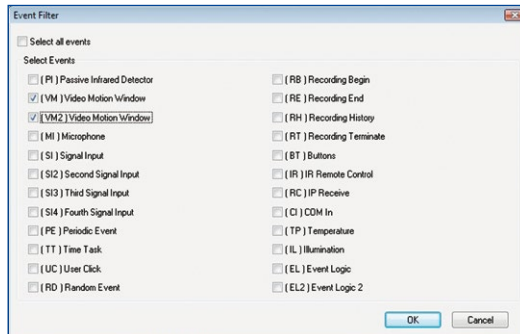 Event Filter
Select all events
Select Events
( PI ) Passive Infrared Detector
( VM ) Video Motion Window
( VM2 ) Video Motion Window
( MI ) Microphone
( SI ) Signal Input
( SI2 ) Second Signal Input
( SI3 ) Third Signal Input
( SI4 ) Fourth Signal Input
( PE ) Periodic Event
( TT ) Time Task
( UC ) User Click
( RD ) Random Event
( RB ) Recording Begin
( RE ) Recording End
( RH ) Recording History
( RT ) Recording Terminate
( BT ) Buttons
( IR ) IR Remote Control
( RC ) IP Receive
( CI ) COM In
( TP ) Temperature
( IL ) Illumination
( EL ) Event Logic
( EL2 ) Event Logic 2
OK
Cancel